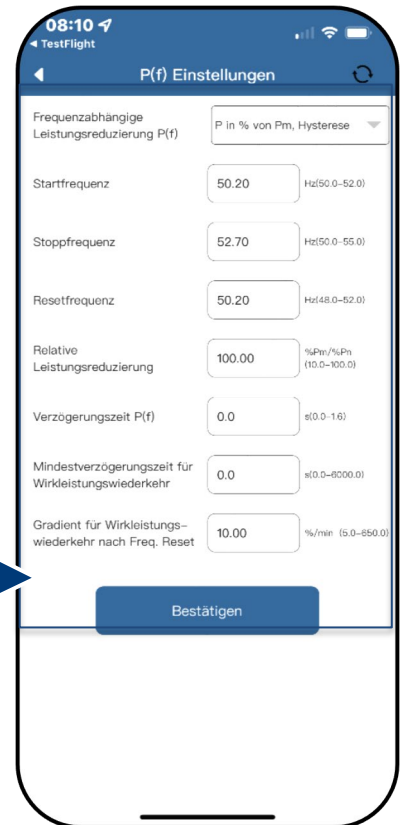 08:10
◀ TestFlight
P(f) Einstellungen
Frequenzabhängige
Leistungsreduzierung P(f)
P in % von Pm, Hysterese
Startfrequenz
50.20
Hz(50.0-52.0)
Stoppfrequenz
52.70
Hz(50.0-55.0)
Resetfrequenz
50.20
Hz(48.0-52.0)
Relative
Leistungsreduzierung
100.00
%Pm/%Pn
(10.0-100.0)
Verzögerungszeit P(f)
0.0
s(0.0-1.6)
Mindestverzögerungszeit für
Wirkleistungswiederkehr
0.0
s(0.0-6000.0)
Gradient für Wirkleistungs-
wiederkehr nach Freq. Reset
10.00
%/min (5.0-650.0)
Bestätigen